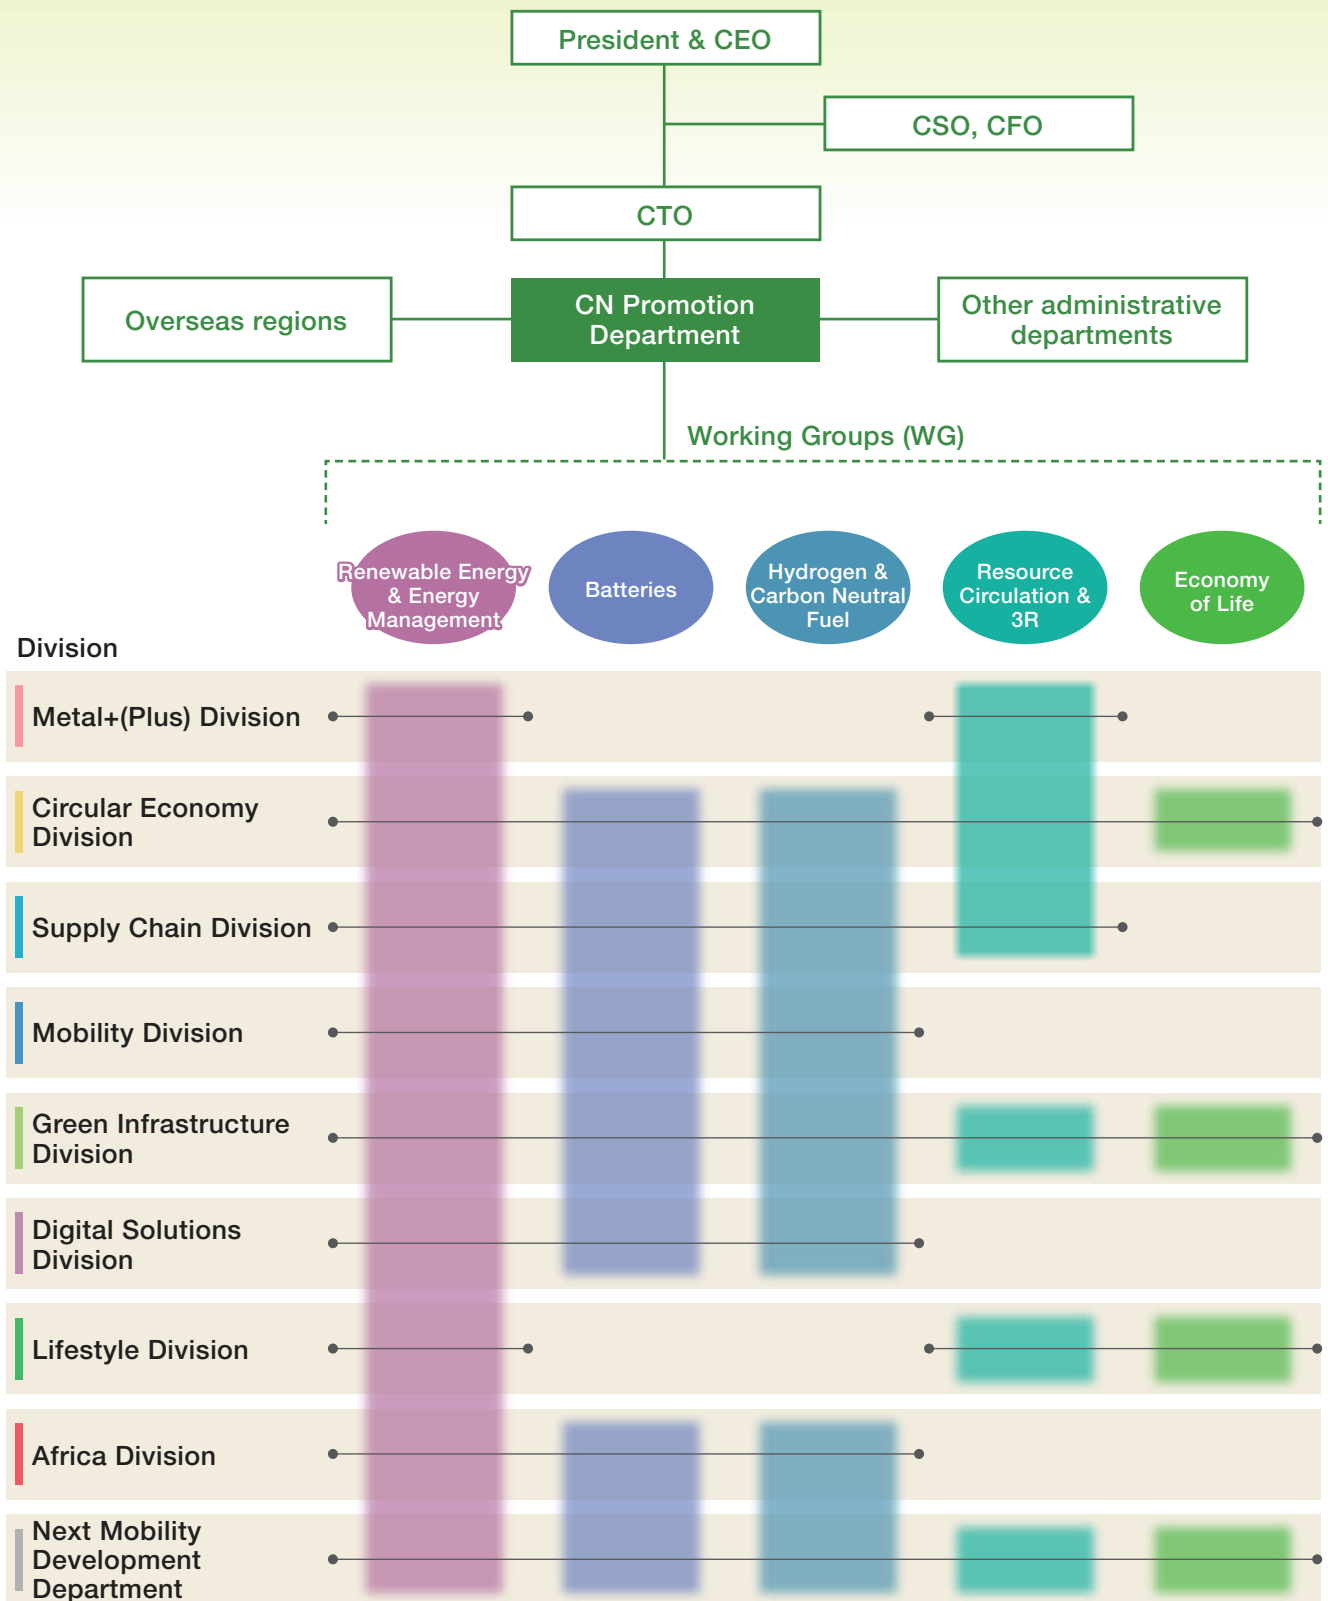 President & CEO
CSO, CFO
CTO
Overseas regions
CN Promotion
Department
Other administrative
departments
Working Groups (WG)
Renewable Energy
& Energy
Management
Batteries
Hydrogen &
Carbon Neutral
Fuel
Resource
Circulation &
3R
Economy
of Life
Division
Metal+(Plus) Division
Circular Economy
Division
Supply Chain Division
Mobility Division
Green Infrastructure
Division
Digital Solutions
Division
Lifestyle Division
Africa Division
Next Mobility
Development
Department